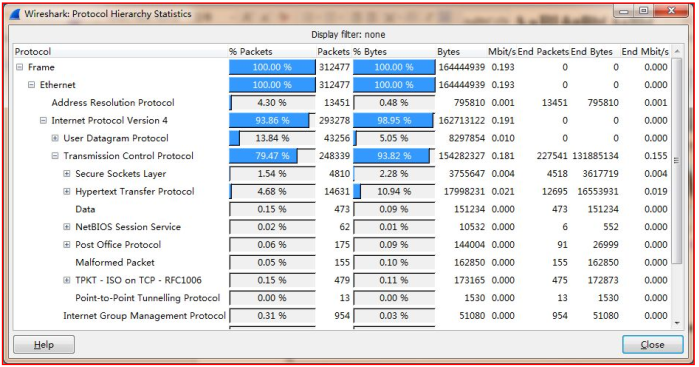 Wireshark: Protocol Hierarchy Statistics
Display filter: none
Protocol % Packets Packets % Bytes Bytes Mbit/s End Packets End Bytes End Mbit/s
Frame 100.00 % 312477 100.00 % 164444939 0.193 0 0 0.000
Ethernet 100.00 % 312477 100.00 % 164444939 0.193 0 0 0.000
Address Resolution Protocol 4.30 % 13451 0.48 % 795810 0.001 13451 795810 0.001
Internet Protocol Version 4 93.86 % 293278 98.95 % 162713122 0.191 0 0 0.000
User Datagram Protocol 13.84 % 43256 5.05 % 8297854 0.010 0 0 0.000
Transmission Control Protocol 79.47 % 248339 93.82 % 154282327 0.181 227541 131885134 0.155
Secure Sockets Layer 1.54 % 4810 2.28 % 3755647 0.004 4518 3617719 0.004
Hypertext Transfer Protocol 4.68 % 14631 10.94 % 17998231 0.021 12695 16553931 0.019
Data 0.15 % 473 0.09 % 151234 0.000 473 151234 0.000
NetBIOS Session Service 0.02 % 62 0.01 % 10532 0.000 6 552 0.000
Post Office Protocol 0.06 % 175 0.09 % 144004 0.000 91 26999 0.000
Malformed Packet 0.05 % 155 0.10 % 162850 0.000 155 162850 0.000
TPKT - ISO on TCP - RFC1006 0.15 % 479 0.11 % 173165 0.000 475 172873 0.000
Point-to-Point Tunnelling Protocol 0.00 % 13 0.00 % 1530 0.000 13 1530 0.000
Internet Group Management Protocol 0.31 % 954 0.03 % 51080 0.000 954 51080 0.000
Help Close